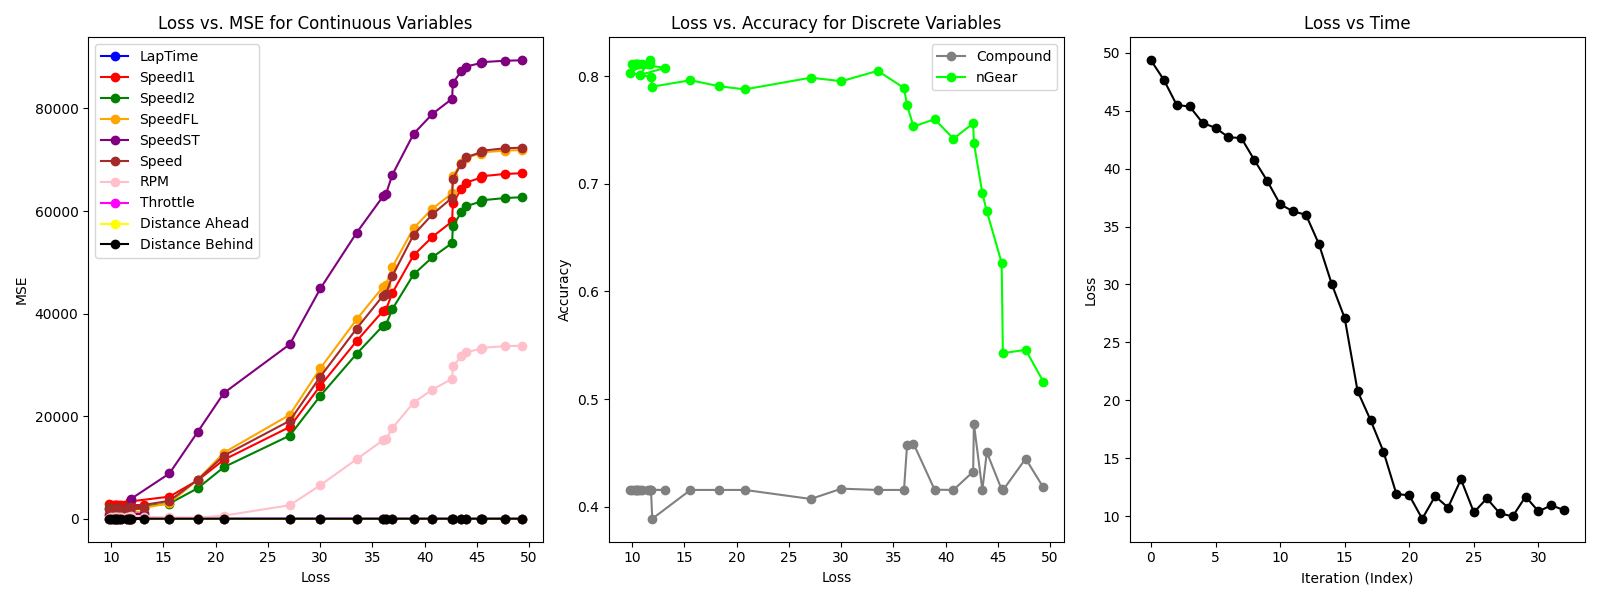 Loss vs. MSE for Continuous Variables
MSE
80000
60000
40000
20000
0
LapTime
SpeedI1
SpeedI2
SpeedFL
SpeedST
Speed
RPM
Throttle
Distance Ahead
Distance Behind
10 15 20 25 30 35 40 45 50
Loss
Loss vs. Accuracy for Discrete Variables
Accuracy
0.8
0.7
0.6
0.5
0.4
Compound
nGear
10 15 20 25 30 35 40 45 50
Loss
Loss vs Time
Loss
50
45
40
35
30
25
20
15
10
0 5 10 15 20 25 30
Iteration (Index)